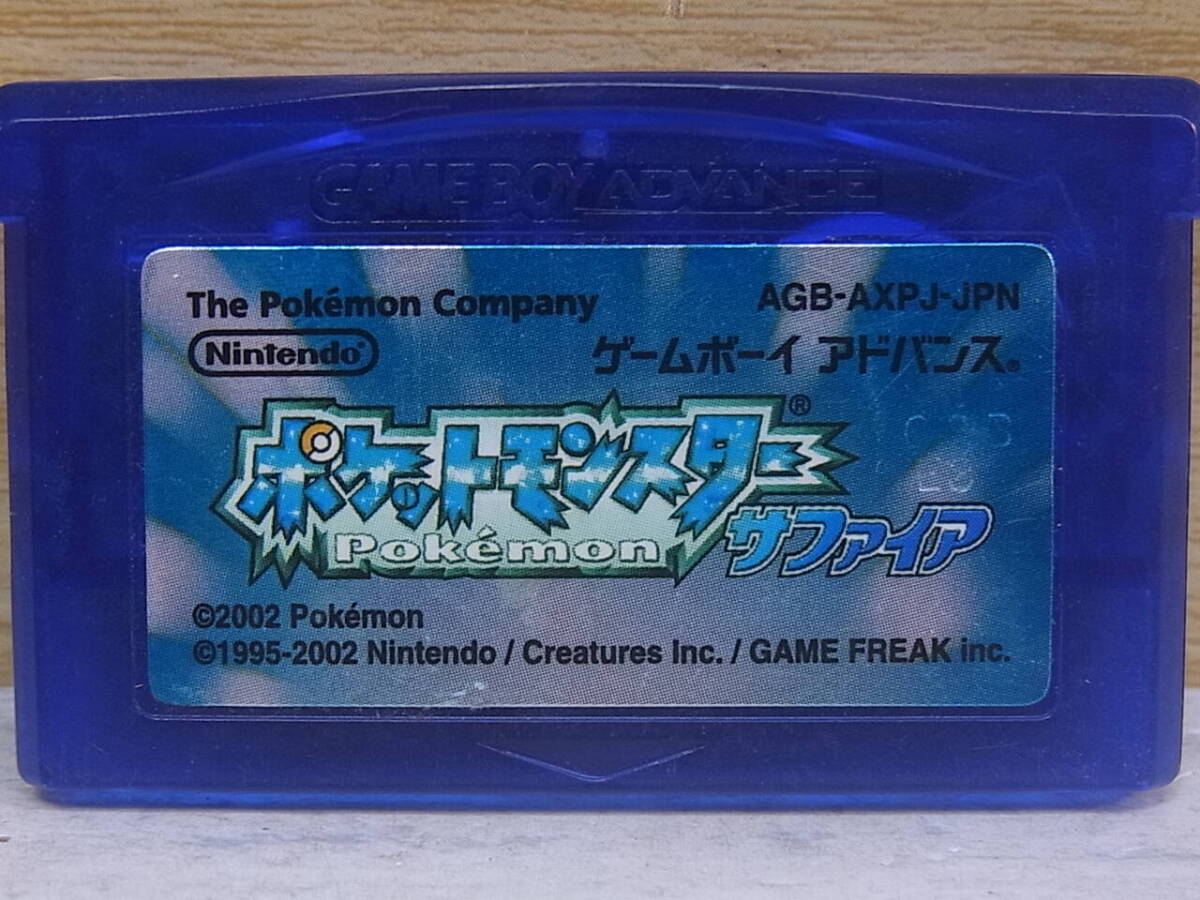 GAME BOY ADVANCE
The Pokémon Company
AGB-AXPJ-JPN
Nintendo®
ゲームボーイ アドバンス®
ポケットモンスター®
Pokémon
サファイア
©2002 Pokémon
©1995-2002 Nintendo / Creatures Inc. / GAME FREAK inc.